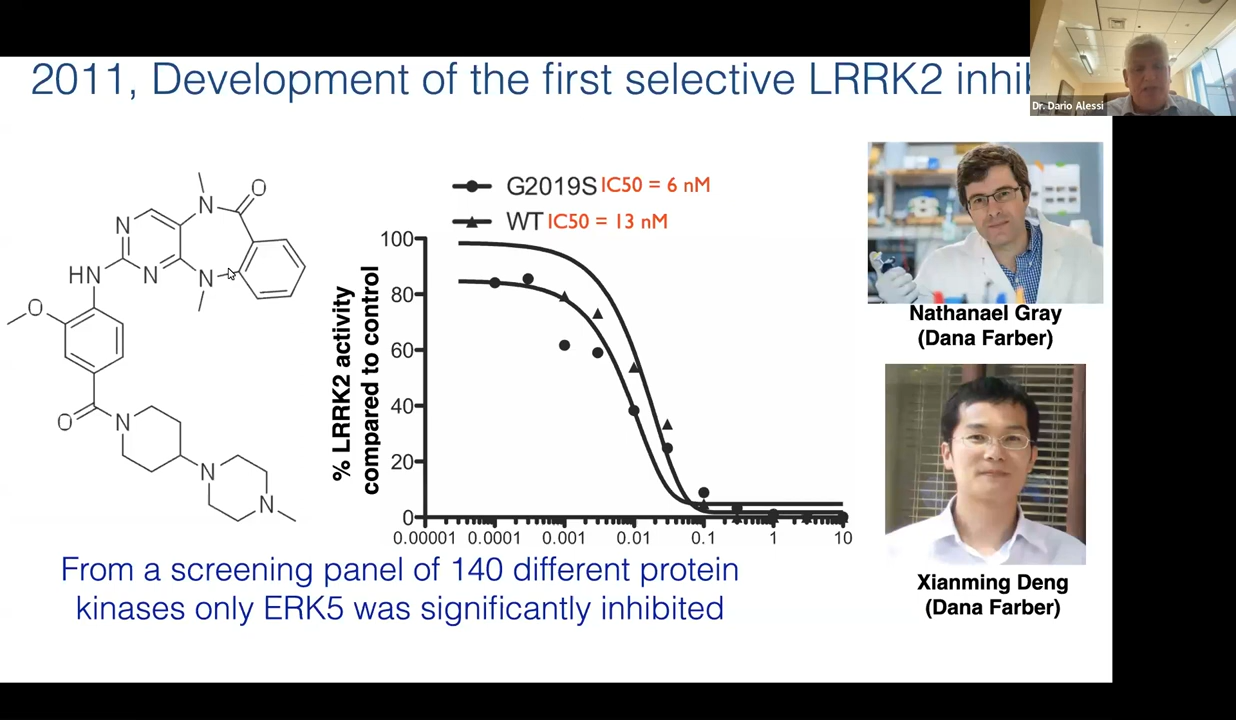 2011, Development of the first selective LRRK2 inhi
Dr. Dario Alessi
G2019S IC50 = 6 nM
WT IC50 = 13 nM
% LRRK2 activity
compared to control
100
80
60
40
20
0
0.00001 0.0001 0.001 0.01 0.1 1 10
N
O
N
N
N
HN
O
O
N
N
N
Nathanael Gray
(Dana Farber)
Xianming Deng
(Dana Farber)
From a screening panel of 140 different protein
kinases only ERK5 was significantly inhibited